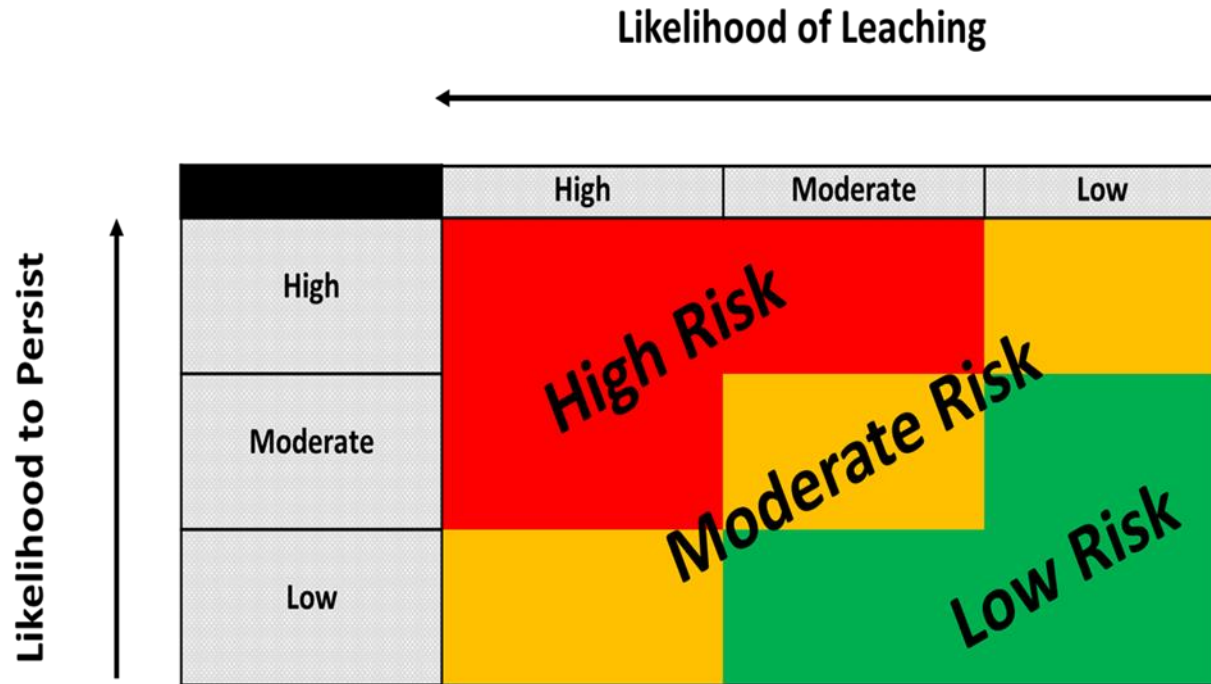 Likelihood of Leaching
High Moderate Low
Likelihood to Persist
High
Moderate
Low
High Risk
Moderate Risk
Low Risk